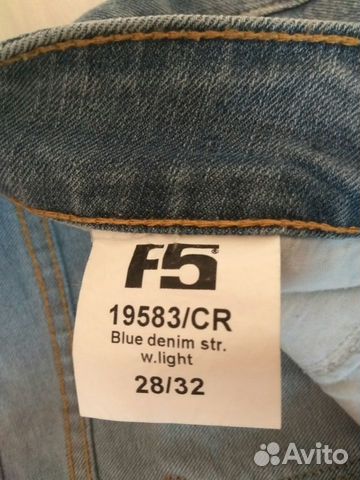 F5®
19583/CR
Blue denim str.
w.light
28/32
Avito